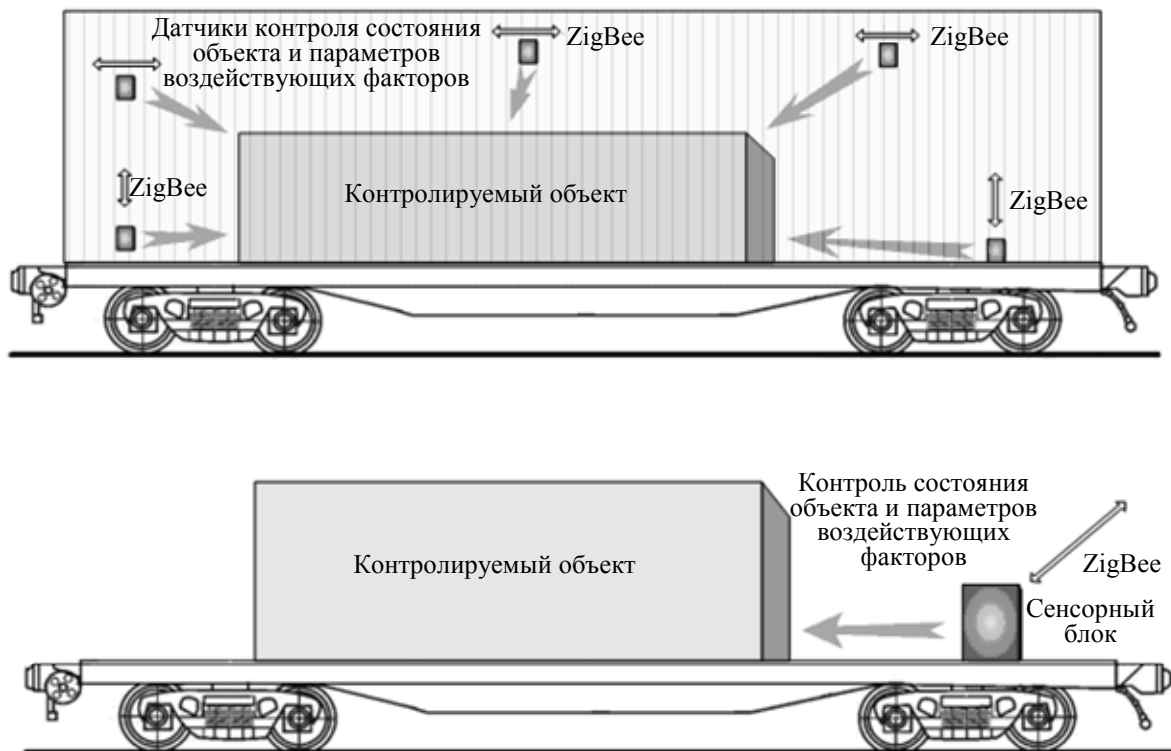 Датчики контроля состояния
объекта и параметров
воздействующих факторов
ZigBee
ZigBee
ZigBee
ZigBee
Контролируемый объект
Контроль состояния
объекта и параметров
воздействующих
факторов
Контролируемый объект
ZigBee
Сенсорный
блок